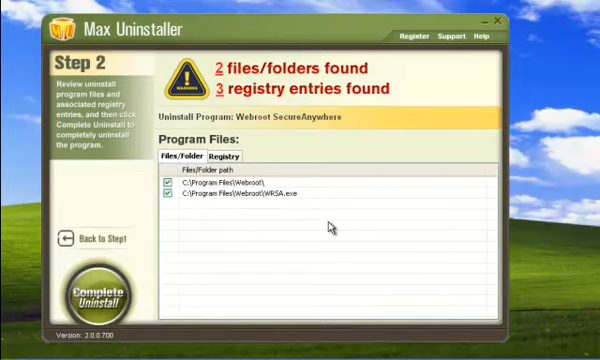 Max Uninstaller
Register Support Help
Step 2
Review uninstall
program files and
associated registry
entries, and then click
Complete Uninstall to
completely uninstall
the program.
Back to Step1
Complete
Uninstall
WARNING
2 files/folders found
3 registry entries found
Uninstall Program: Webroot SecureAnywhere
Program Files:
Files/Folder Registry
Files/Folder path
C:\Program Files\Webroot\
C:\Program Files\Webroot\WRSA.exe
Version: 2.0.0.700